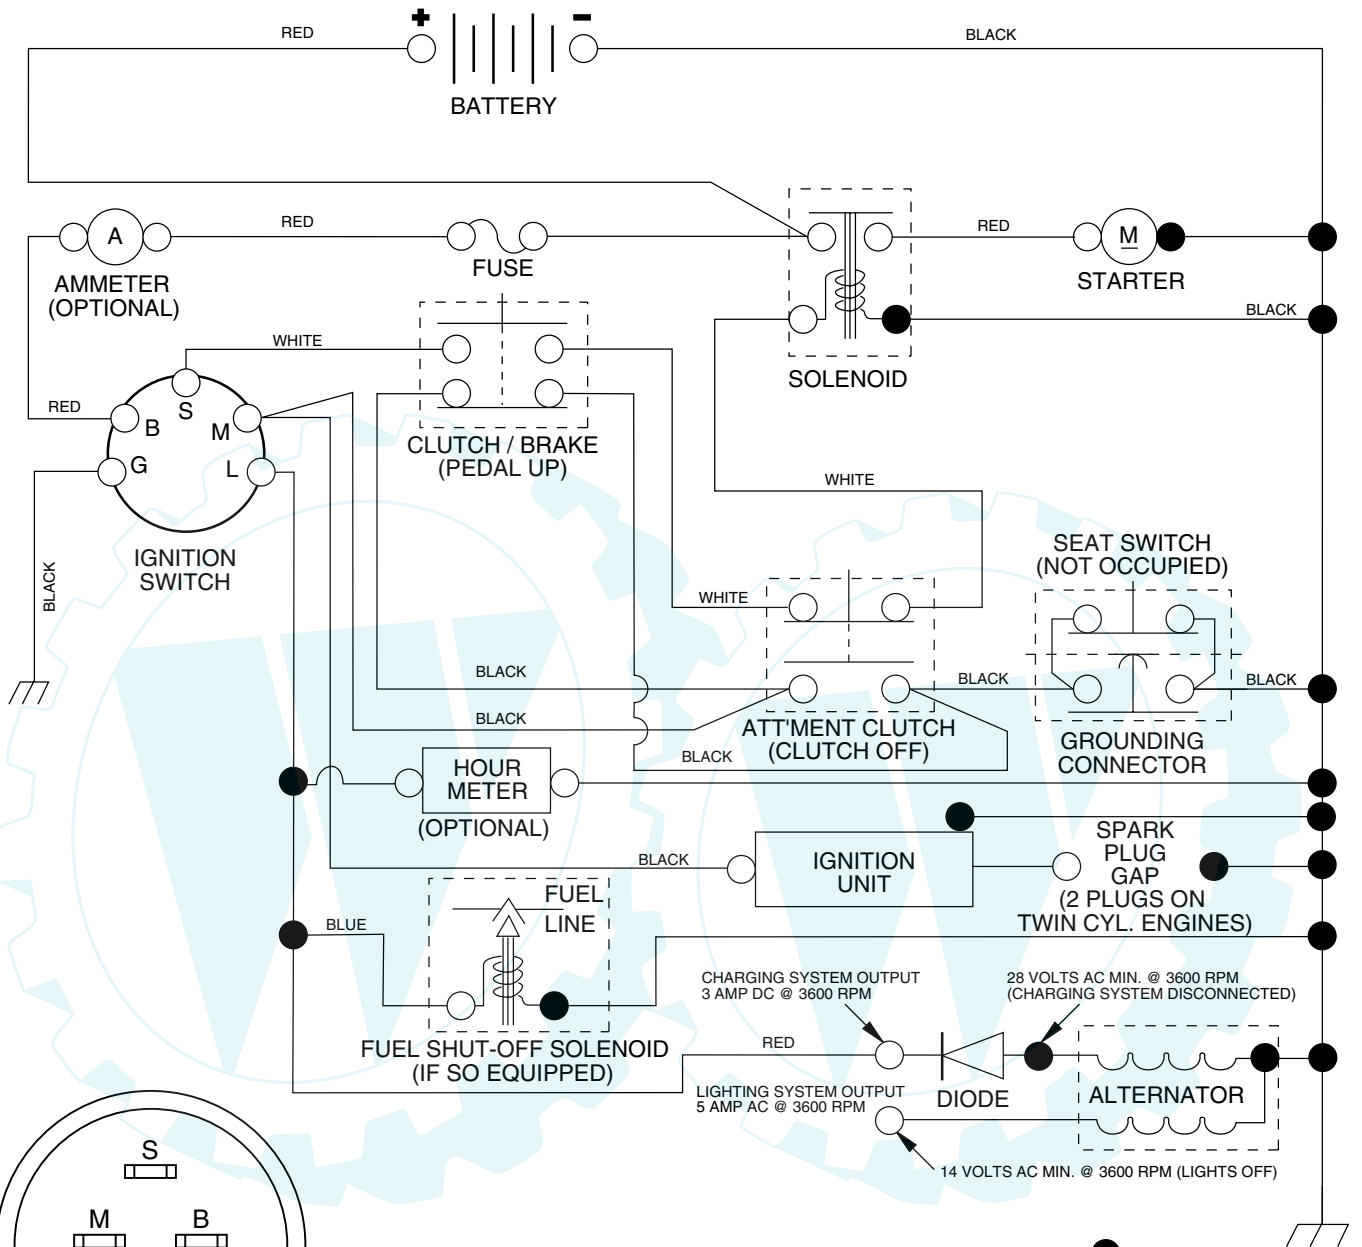 + -
RED
BLACK
BATTERY
A
RED
RED
M
AMMETER
(OPTIONAL)
FUSE
STARTER
WHITE
BLACK
SOLENOID
RED
S
B
M
G
L
CLUTCH / BRAKE
(PEDAL UP)
WHITE
IGNITION
SWITCH
BLACK
SEAT SWITCH
(NOT OCCUPIED)
WHITE
BLACK
BLACK
BLACK
BLACK
ATT'MENT CLUTCH
(CLUTCH OFF)
GROUNDING
CONNECTOR
BLACK
HOUR
METER
(OPTIONAL)
SPARK
PLUG
GAP
(2 PLUGS ON
TWIN CYL. ENGINES)
BLACK
IGNITION
UNIT
FUEL
LINE
BLUE
CHARGING SYSTEM OUTPUT
3 AMP DC @ 3600 RPM
28 VOLTS AC MIN. @ 3600 RPM
(CHARGING SYSTEM DISCONNECTED)
FUEL SHUT-OFF SOLENOID
(IF SO EQUIPPED)
RED
LIGHTING SYSTEM OUTPUT
5 AMP AC @ 3600 RPM
DIODE
ALTERNATOR
14 VOLTS AC MIN. @ 3600 RPM (LIGHTS OFF)
S
M
B